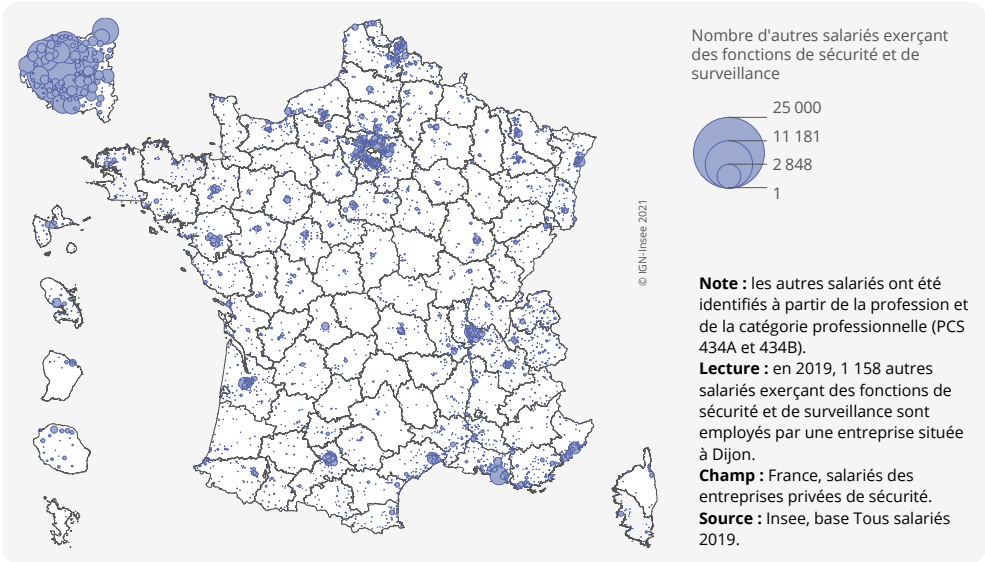 Nombre d'autres salariés exerçant
des fonctions de sécurité et de
surveillance
25 000
11 181
2 848
1
© IGN-Insee 2021
Note : les autres salariés ont été
identifiés à partir de la profession et
de la catégorie professionnelle (PCS
434A et 434B).
Lecture : en 2019, 1 158 autres
salariés exerçant des fonctions de
sécurité et de surveillance sont
employés par une entreprise située
à Dijon.
Champ : France, salariés des
entreprises privées de sécurité.
Source : Insee, base Tous salariés
2019.